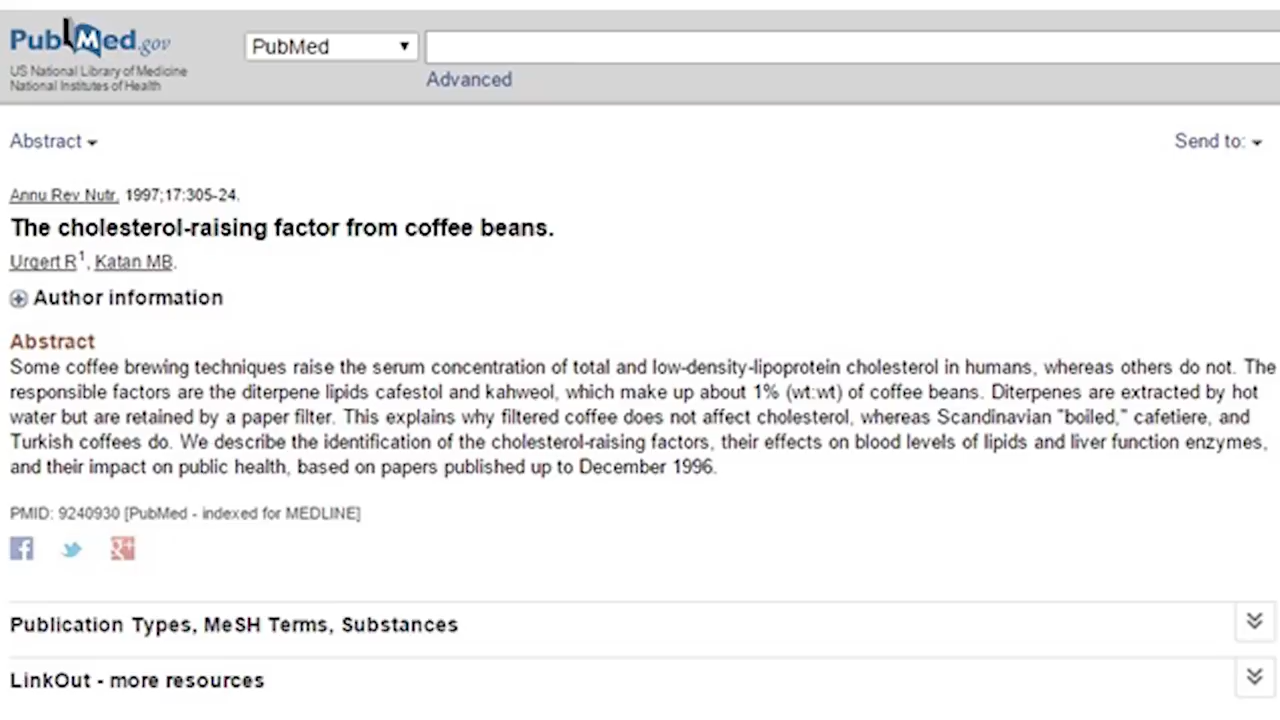 PubMed.gov
US National Library of Medicine
National Institutes of Health
PubMed
Advanced
Abstract
Send to:
Annu Rev Nutr. 1997;17:305-24.
The cholesterol-raising factor from coffee beans.
Urgert R1, Katan MB.
Author information
Abstract
Some coffee brewing techniques raise the serum concentration of total and low-density-lipoprotein cholesterol in humans, whereas others do not. The
responsible factors are the diterpene lipids cafestol and kahweol, which make up about 1% (wt:wt) of coffee beans. Diterpenes are extracted by hot
water but are retained by a paper filter. This explains why filtered coffee does not affect cholesterol, whereas Scandinavian "boiled," cafetiere, and
Turkish coffees do. We describe the identification of the cholesterol-raising factors, their effects on blood levels of lipids and liver function enzymes,
and their impact on public health, based on papers published up to December 1996.
PMID: 9240930 [PubMed - indexed for MEDLINE]
f g+
Publication Types, MeSH Terms, Substances
LinkOut - more resources